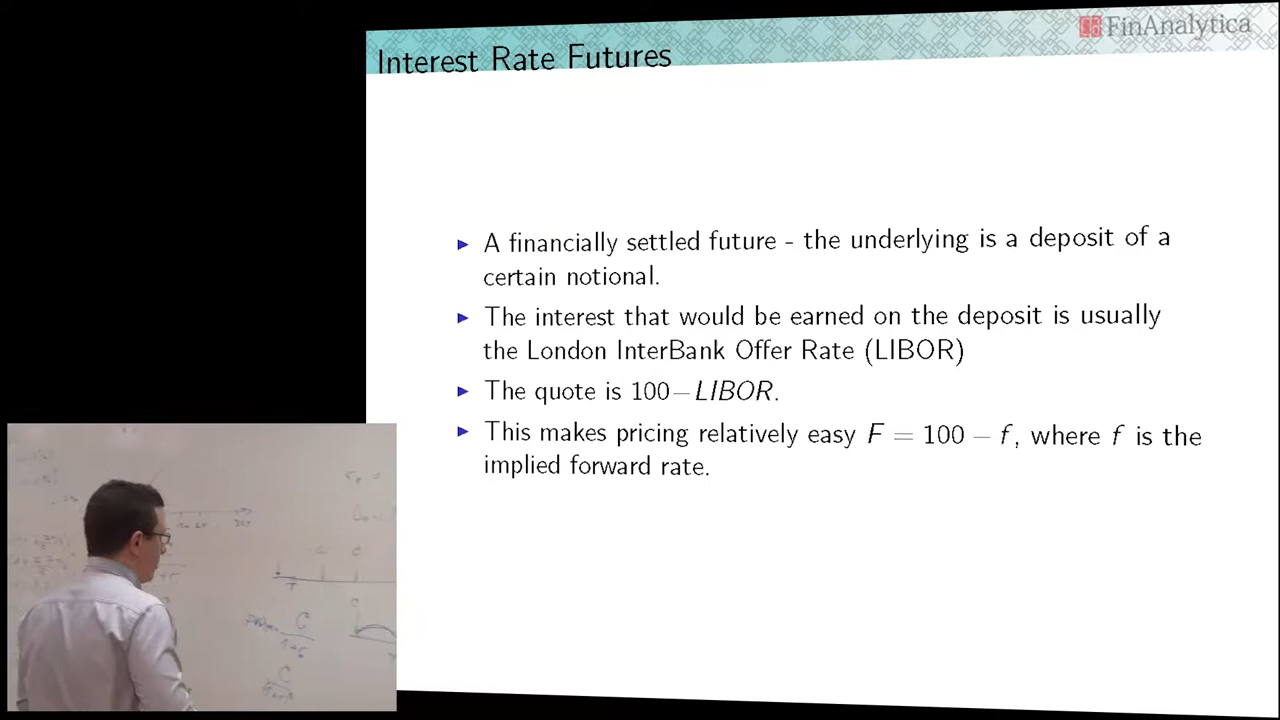 FinAnalytica
Interest Rate Futures
A financially settled future - the underlying is a deposit of a
certain notional.
The interest that would be earned on the deposit is usually
the London InterBank Offer Rate (LIBOR)
The quote is 100−LIBOR.
This makes pricing relatively easy F = 100 − f, where f is the
implied forward rate.